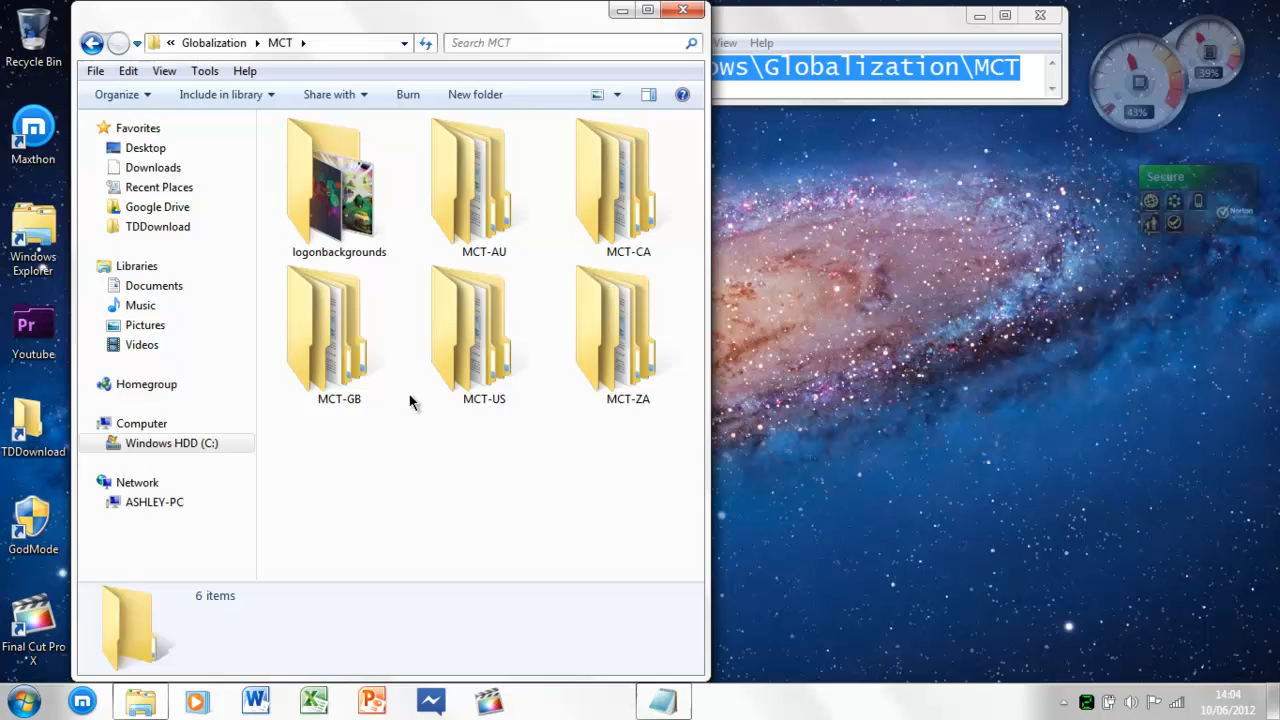 Recycle Bin
Maxthon
Windows
Explorer
Pr
Youtube
TDDownload
GodMode
Final Cut Pro
X
« Globalization MCT
Search MCT
File Edit View Tools Help
Organize Include in library Share with Burn New folder
Favorites
Desktop
Downloads
Recent Places
Google Drive
TDDownload
Libraries
Documents
Music
Pictures
Videos
Homegroup
Computer
Windows HDD (C:)
Network
ASHLEY-PC
logonbackgrounds MCT-AU MCT-CA
MCT-GB MCT-US MCT-ZA
6 items
View Help
ows\Globalization\MCT
43%
39%
Secure
Norton
14:04
10/06/2012